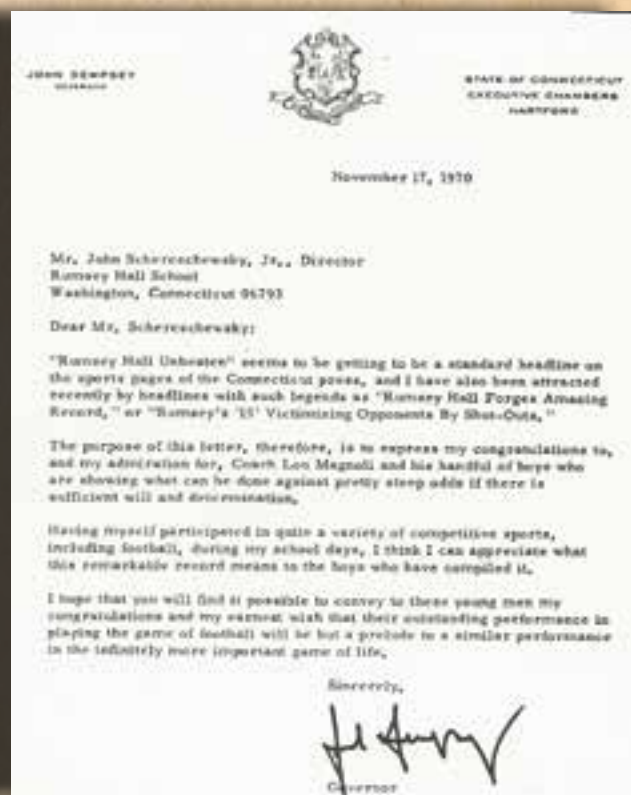 JOHN DEMPSEY
GOVERNOR
STATE OF CONNECTICUT
EXECUTIVE CHAMBERS
HARTFORD
November 17, 1970
Mr. John Schereschewsky, Jr., Director
Rumsey Hall School
Washington, Connecticut 06793
Dear Mr. Schereschewsky:
"Rumsey Hall Unbeaten" seems to be getting to be a standard headline on
the sports pages of the Connecticut press, and I have also been attracted
recently by headlines with such legends as "Rumsey Hall Forges Amazing
Record," or "Rumsey's '15' Victimizing Opponents By Shut-Outs."
The purpose of this letter, therefore, is to express my congratulations to,
and my admiration for, Coach Lou Magnoli and his handful of boys who
are showing what can be done against pretty steep odds if there is
sufficient will and determination.
Having myself participated in quite a variety of competitive sports,
including football, during my school days, I think I can appreciate what
this remarkable record means to the boys who have compiled it.
I hope that you will find it possible to convey to these young men my
congratulations and my earnest wish that their outstanding performance in
playing the game of football will be but a prelude to a similar performance
in the infinitely more important game of life.
Sincerely,
Governor